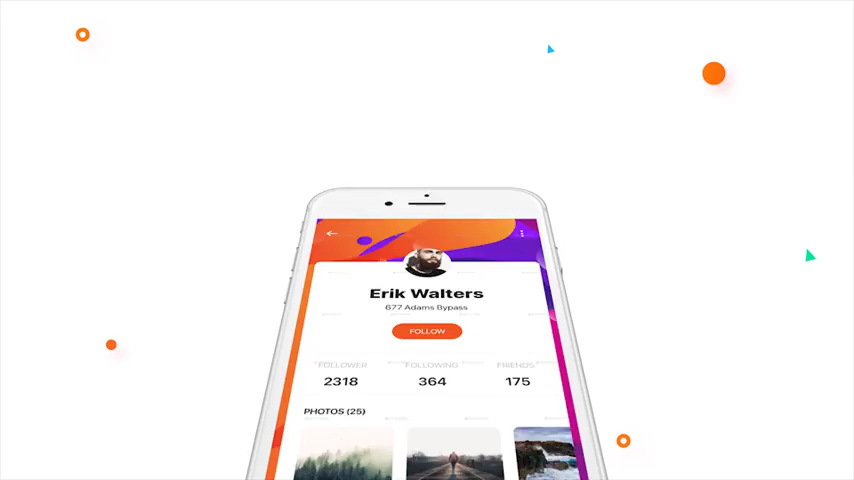 Erik Walters
677 Adams Bypass
FOLLOW
FOLLOWER FOLLOWING FRIENDS
2318 364 175
PHOTOS (25)